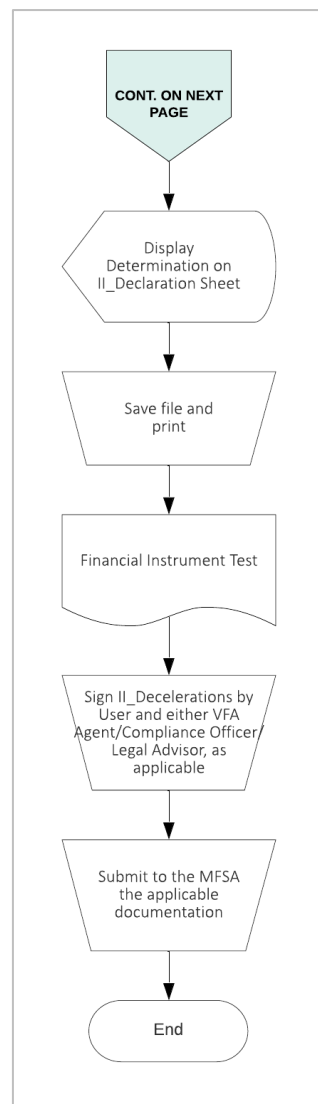 CONT. ON NEXT
PAGE
Display
Determination on
II_Declaration Sheet
Save file and
print
Financial Instrument Test
Sign II_Decelerations by
User and either VFA
Agent/Compliance Officer/
Legal Advisor, as
applicable
Submit to the MFSA
the applicable
documentation
End